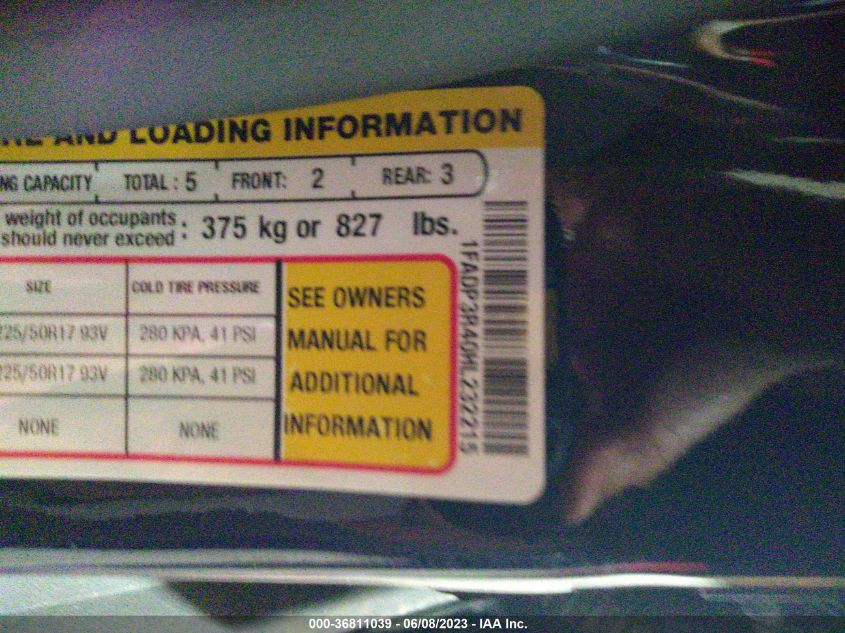 AND LOADING INFORMATION
NG CAPACITY TOTAL : 5 FRONT: 2 REAR: 3
weight of occupants
should never exceed : 375 kg or 827 lbs.
SIZE COLD TIRE PRESSURE
225/50R17 93V 280 KPA, 41 PSI
225/50R17 93V 280 KPA, 41 PSI
NONE NONE
SEE OWNERS
MANUAL FOR
ADDITIONAL
INFORMATION
1FADP3R40HL232215
000-36811039 - 06/08/2023 - IAA Inc.